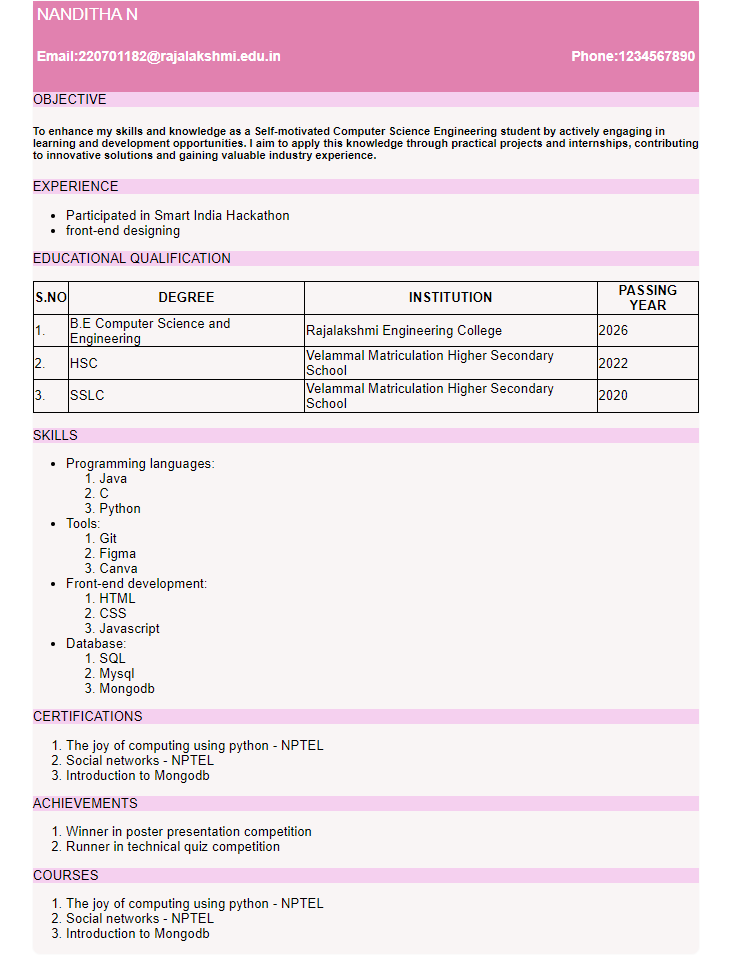 NANDITHA N
Email:220701182@rajalakshmi.edu.in Phone:1234567890
OBJECTIVE
To enhance my skills and knowledge as a Self-motivated Computer Science Engineering student by actively engaging in
learning and development opportunities. I aim to apply this knowledge through practical projects and internships, contributing
to innovative solutions and gaining valuable industry experience.
EXPERIENCE
• Participated in Smart India Hackathon
• front-end designing
EDUCATIONAL QUALIFICATION
S.NO DEGREE INSTITUTION PASSING YEAR
1. B.E Computer Science and Engineering Rajalakshmi Engineering College 2026
2. HSC Velammal Matriculation Higher Secondary School 2022
3. SSLC Velammal Matriculation Higher Secondary School 2020
SKILLS
• Programming languages:
1. Java
2. C
3. Python
• Tools:
1. Git
2. Figma
3. Canva
• Front-end development:
1. HTML
2. CSS
3. Javascript
• Database:
1. SQL
2. Mysql
3. Mongodb
CERTIFICATIONS
1. The joy of computing using python - NPTEL
2. Social networks - NPTEL
3. Introduction to Mongodb
ACHIEVEMENTS
1. Winner in poster presentation competition
2. Runner in technical quiz competition
COURSES
1. The joy of computing using python - NPTEL
2. Social networks - NPTEL
3. Introduction to Mongodb